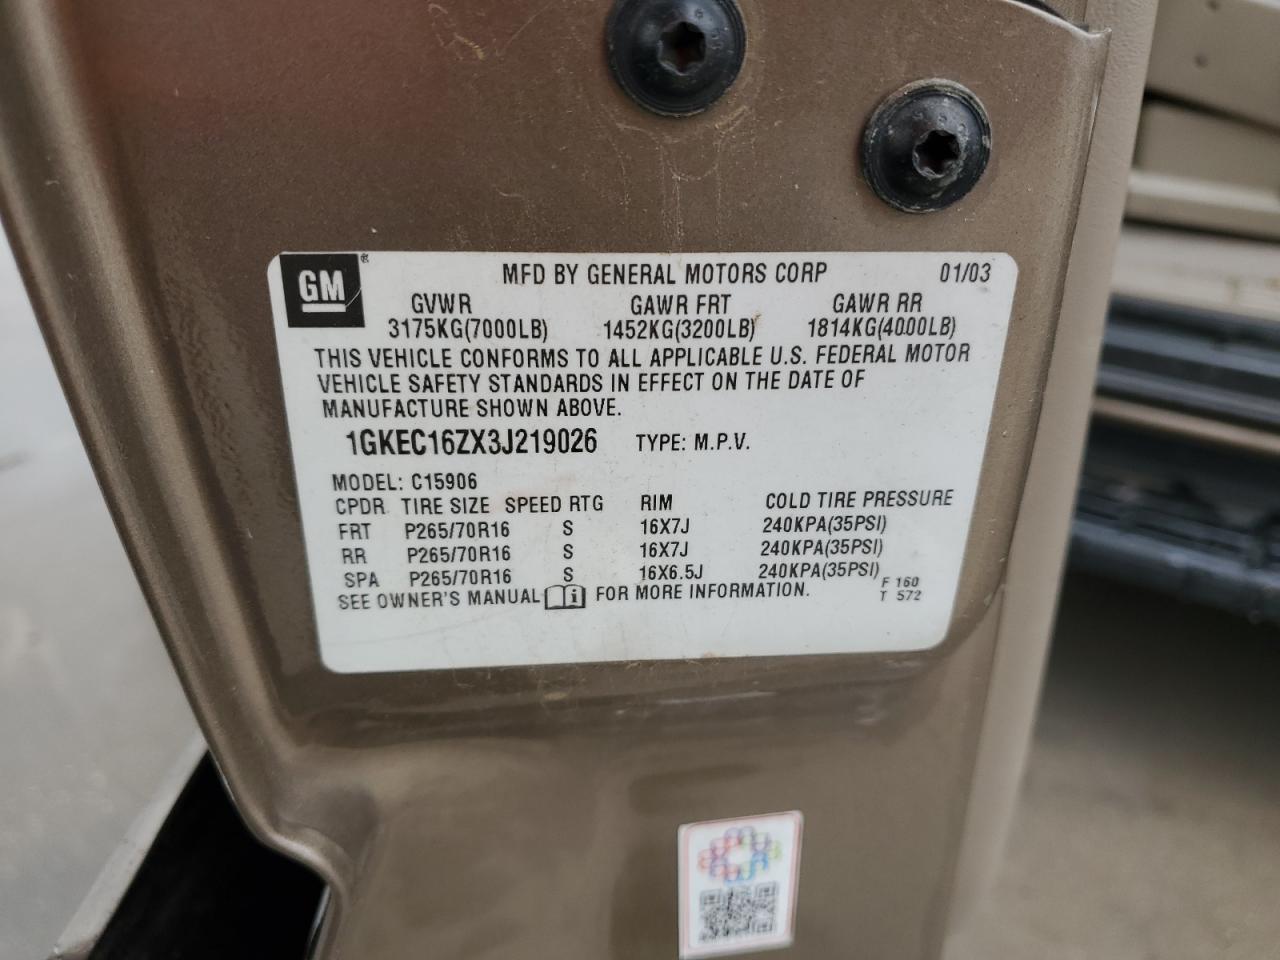 GM ®
MFD BY GENERAL MOTORS CORP 01/03
GVWR GAWR FRT GAWR RR
3175KG(7000LB) 1452KG(3200LB) 1814KG(4000LB)
THIS VEHICLE CONFORMS TO ALL APPLICABLE U.S. FEDERAL MOTOR
VEHICLE SAFETY STANDARDS IN EFFECT ON THE DATE OF
MANUFACTURE SHOWN ABOVE.
1GKEC16ZX3J219026 TYPE: M.P.V.
MODEL: C15906
CPDR TIRE SIZE SPEED RTG RIM COLD TIRE PRESSURE
FRT P265/70R16 S 16X7J 240KPA(35PSI)
RR P265/70R16 S 16X7J 240KPA(35PSI)
SPA P265/70R16 S 16X6.5J 240KPA(35PSI)
SEE OWNER'S MANUAL i FOR MORE INFORMATION.
F 160
T 572